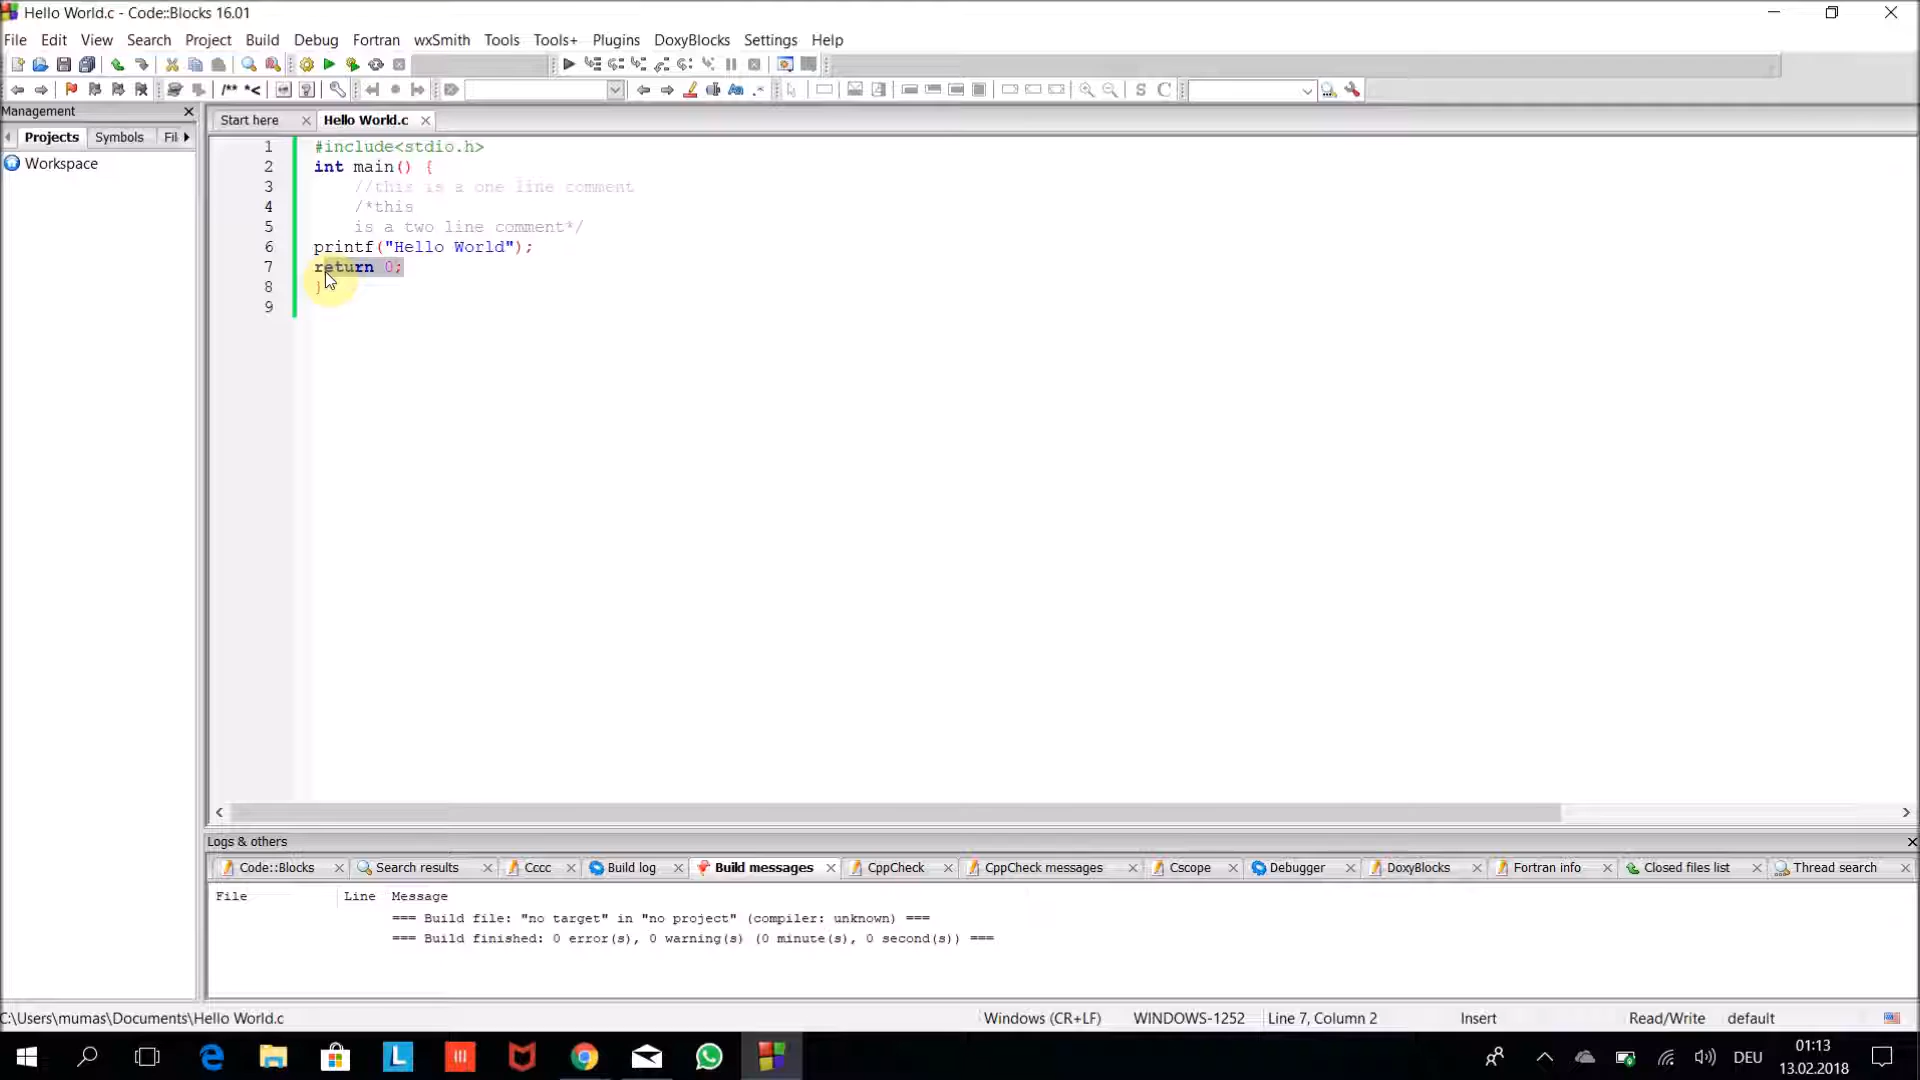 Hello World.c - Code::Blocks 16.01
File Edit View Search Project Build Debug Fortran wxSmith Tools Tools+ Plugins DoxyBlocks Settings Help
/** *<
Aa .*
S C
Management
Start here Hello World.c
Projects Symbols Fil
Workspace
1 #include<stdio.h>
2 int main() {
3 //this is a one line comment
4 /*this
5 is a two line comment*/
6 printf("Hello World");
7 return 0;
8 }
9
Logs & others
Code::Blocks Search results Cccc Build log Build messages CppCheck CppCheck messages Cscope Debugger DoxyBlocks Fortran info Closed files list Thread search
File Line Message
=== Build file: "no target" in "no project" (compiler: unknown) ===
=== Build finished: 0 error(s), 0 warning(s) (0 minute(s), 0 second(s)) ===
C:\Users\mumas\Documents\Hello World.c Windows (CR+LF) WINDOWS-1252 Line 7, Column 2 Insert Read/Write default
L
DEU
01:13
13.02.2018